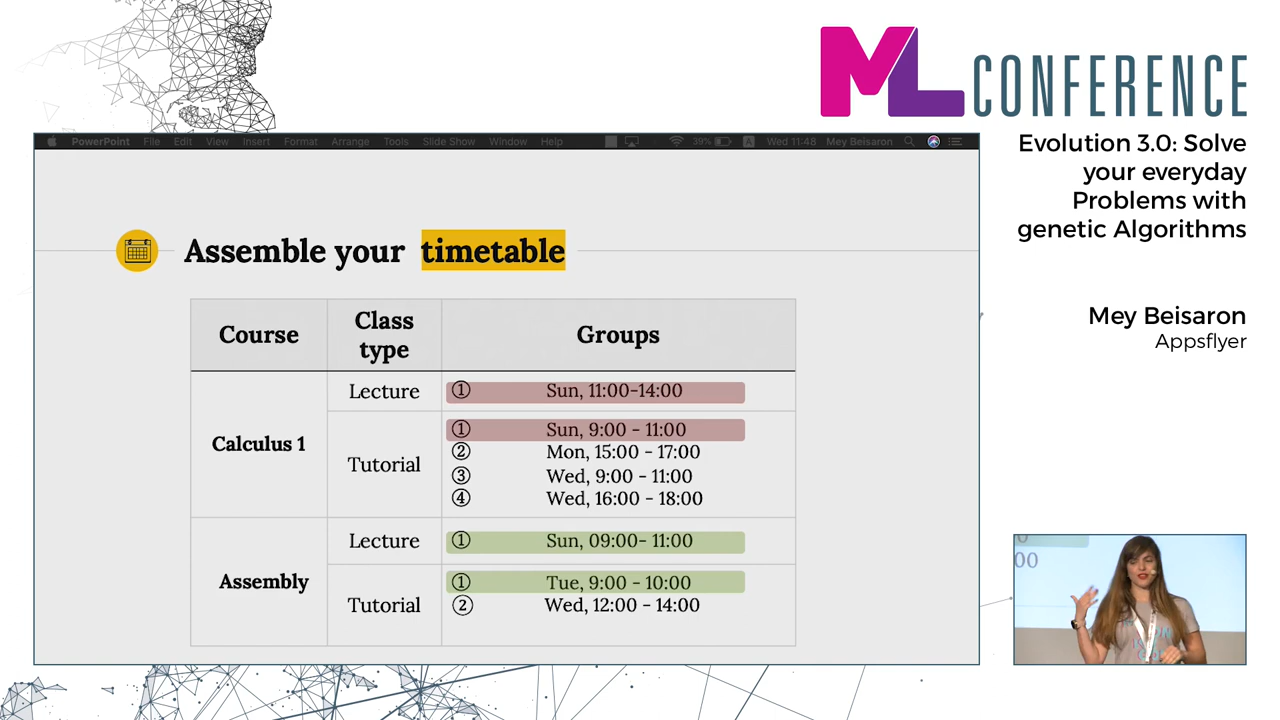 ML CONFERENCE
Evolution 3.0: Solve
your everyday
Problems with
genetic Algorithms
Mey Beisaron
Appsflyer
PowerPoint File Edit View Insert Format Arrange Tools Slide Show Window Help 39% A Wed 11:48 Mey Beisaron
Assemble your timetable
Course Class type Groups
Calculus 1
Lecture ① Sun, 11:00-14:00
Tutorial
① Sun, 9:00 - 11:00
② Mon, 15:00 - 17:00
③ Wed, 9:00 - 11:00
④ Wed, 16:00 - 18:00
Assembly
Lecture ① Sun, 09:00- 11:00
Tutorial
① Tue, 9:00 - 10:00
② Wed, 12:00 - 14:00
00